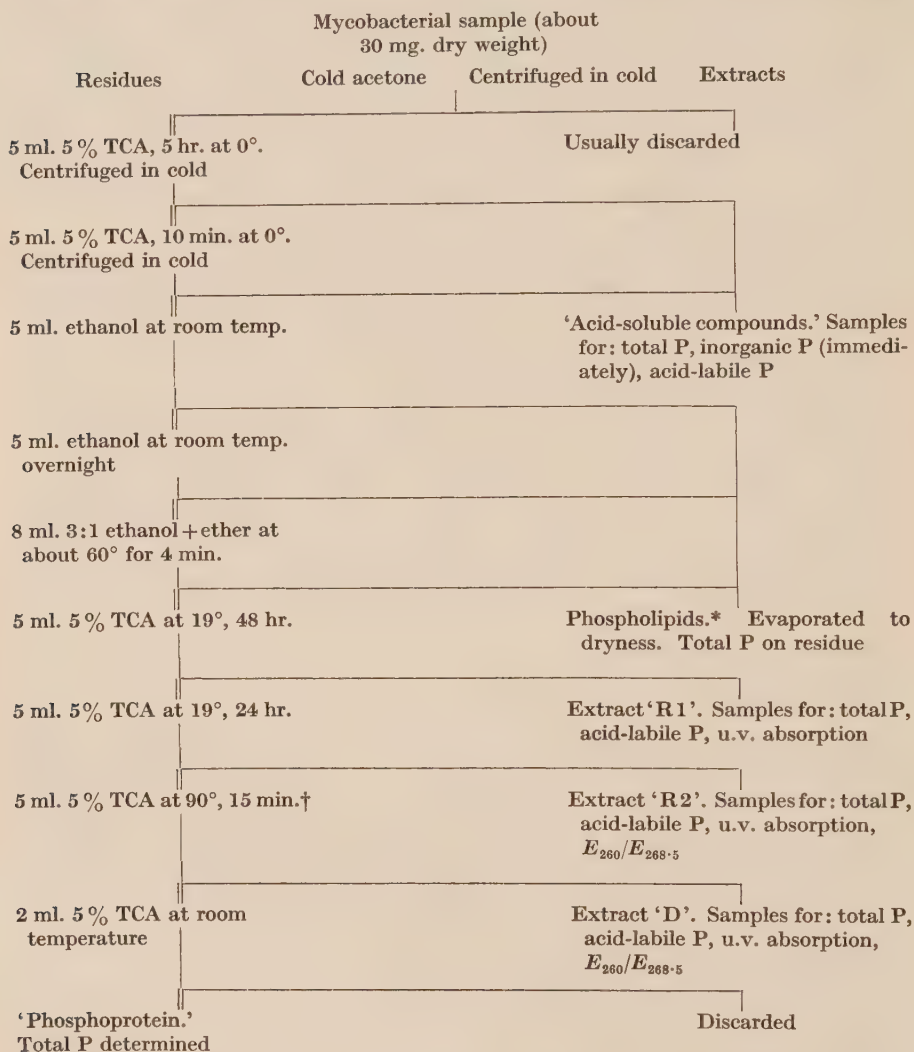 Mycobacterial sample (about
30 mg. dry weight)
Residues Cold acetone Centrifuged in cold Extracts
5 ml. 5% TCA, 5 hr. at 0°.
Centrifuged in cold
Usually discarded
5 ml. 5% TCA, 10 min. at 0°.
Centrifuged in cold
5 ml. ethanol at room temp.
'Acid-soluble compounds.' Samples
for: total P, inorganic P (immedi-
ately), acid-labile P
5 ml. ethanol at room temp.
overnight
8 ml. 3:1 ethanol+ether at
about 60° for 4 min.
5 ml. 5% TCA at 19°, 48 hr.
Phospholipids.* Evaporated to
dryness. Total P on residue
5 ml. 5% TCA at 19°, 24 hr.
Extract 'R1'. Samples for: total P,
acid-labile P, u.v. absorption
5 ml. 5% TCA at 90°, 15 min.†
Extract 'R2'. Samples for: total P,
acid-labile P, u.v. absorption,
E260/E268·5
2 ml. 5% TCA at room
temperature
Extract 'D'. Samples for: total P,
acid-labile P, u.v. absorption,
E260/E268·5
'Phosphoprotein.'
Total P determined
Discarded